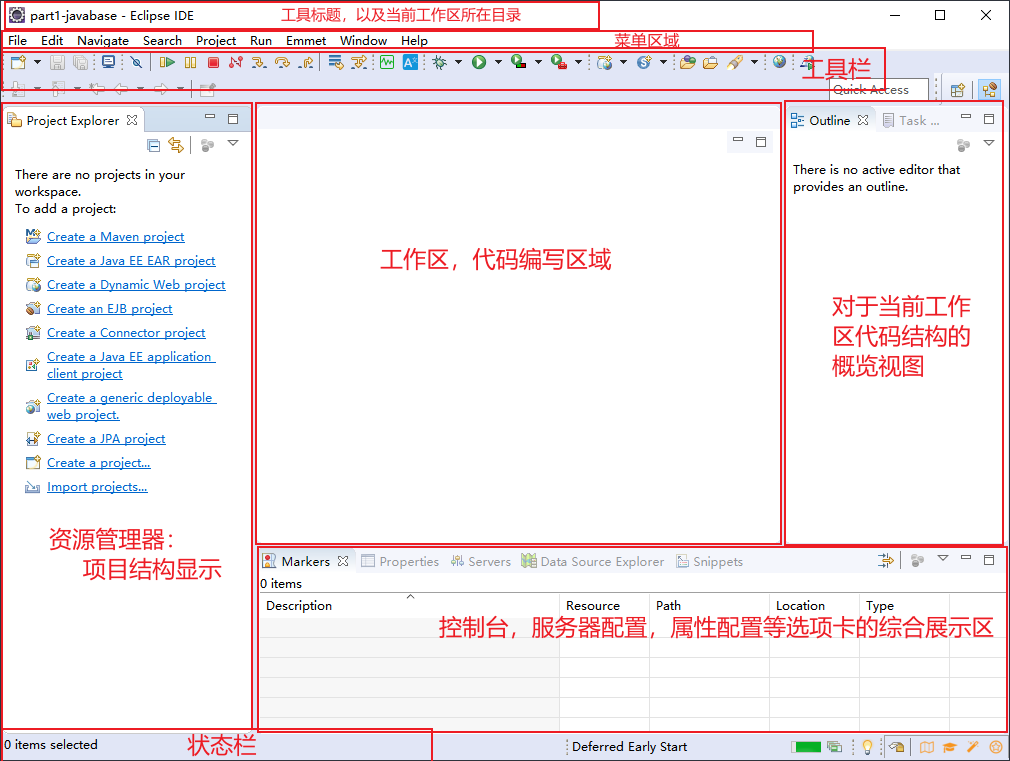 part1-javabase - Eclipse IDE
工具标题，以及当前工作区所在目录
File Edit Navigate Search Project Run Emmet Window Help
菜单区域
工具栏
Quick Access
Project Explorer
There are no projects in your
workspace.
To add a project:
Create a Maven project
Create a Java EE EAR project
Create a Dynamic Web project
Create an EJB project
Create a Connector project
Create a Java EE application
client project
Create a generic deployable
web project.
Create a JPA project
Create a project...
Import projects...
资源管理器：
项目结构显示
工作区，代码编写区域
Outline Task ...
There is no active editor that
provides an outline.
对于当前工作
区代码结构的
概览视图
Markers Properties Servers Data Source Explorer Snippets
0 items
Description Resource Path Location Type
控制台，服务器配置，属性配置等选项卡的综合展示区
0 items selected
状态栏
Deferred Early Start